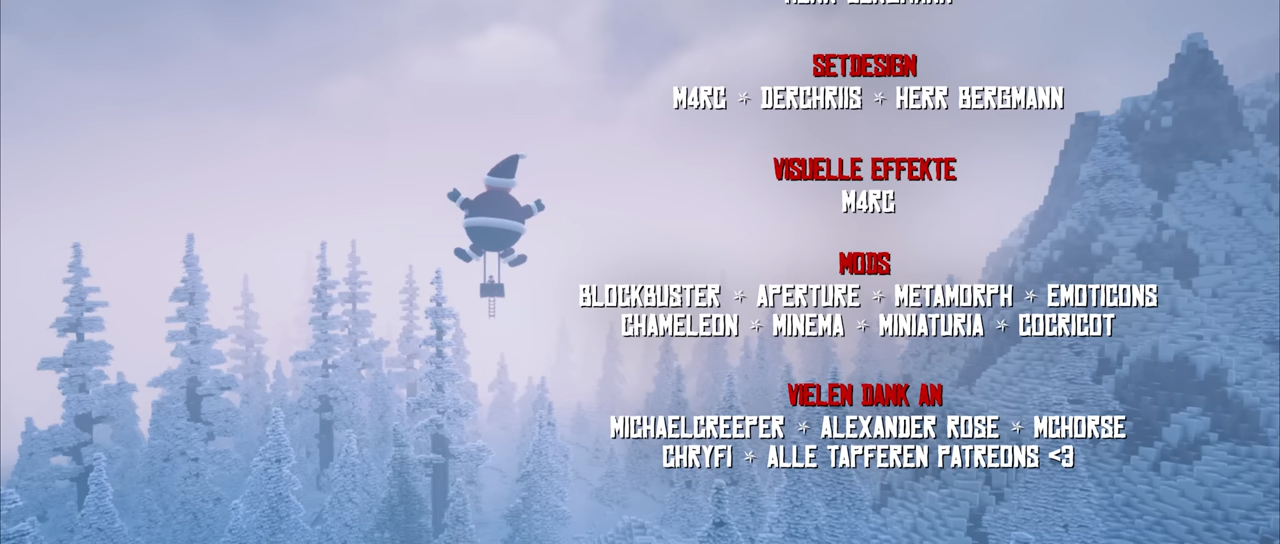 SETDESIGN
M4RC * DERCHRIIS * HERR BERGMANN
VISUELLE EFFEKTE
M4RC
MODS
BLOCKBUSTER * APERTURE * METAMORPH * EMOTICONS
CHAMELEON * MINEMA * MINIATURIA * COCRICOT
VIELEN DANK AN
MICHAELCREEPER * ALEXANDER ROSE * MCHORSE
CHRYFI * ALLE TAPFEREN PATREONS <3